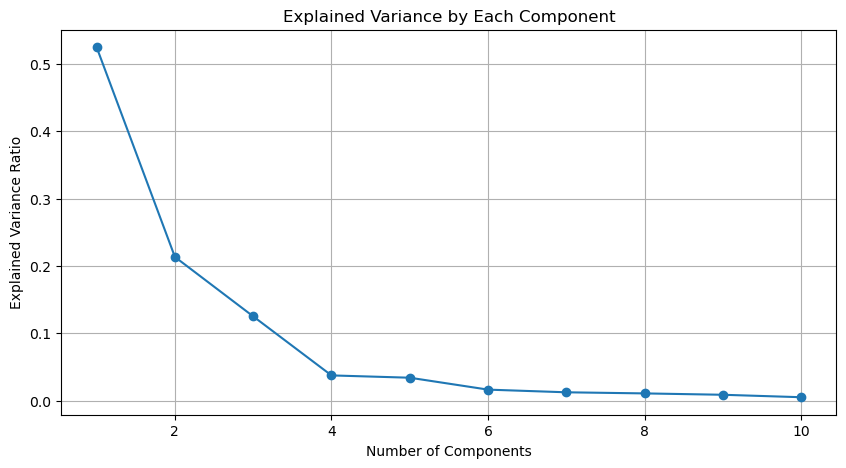 Explained Variance by Each Component
Explained Variance Ratio
0.5
0.4
0.3
0.2
0.1
0.0
2 4 6 8 10
Number of Components